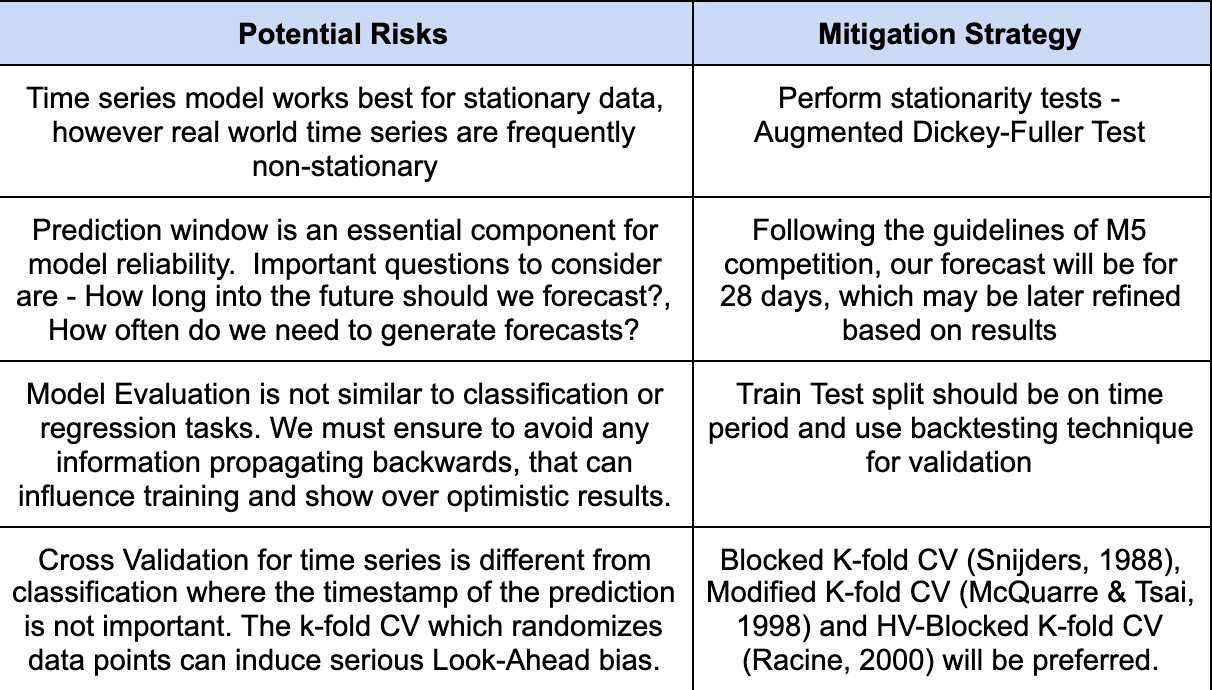 Potential Risks
Mitigation Strategy
Time series model works best for stationary data,
however real world time series are frequently
non-stationary
Perform stationarity tests -
Augmented Dickey-Fuller Test
Prediction window is an essential component for
model reliability.  Important questions to consider
are - How long into the future should we forecast?,
How often do we need to generate forecasts?
Following the guidelines of M5
competition, our forecast will be for
28 days, which may be later refined
based on results
Model Evaluation is not similar to classification or
regression tasks. We must ensure to avoid any
information propagating backwards, that can
influence training and show over optimistic results.
Train Test split should be on time
period and use backtesting technique
for validation
Cross Validation for time series is different from
classification where the timestamp of the prediction
is not important. The k-fold CV which randomizes
data points can induce serious Look-Ahead bias.
Blocked K-fold CV (Snijders, 1988),
Modified K-fold CV (McQuarre & Tsai,
1998) and HV-Blocked K-fold CV
(Racine, 2000) will be preferred.